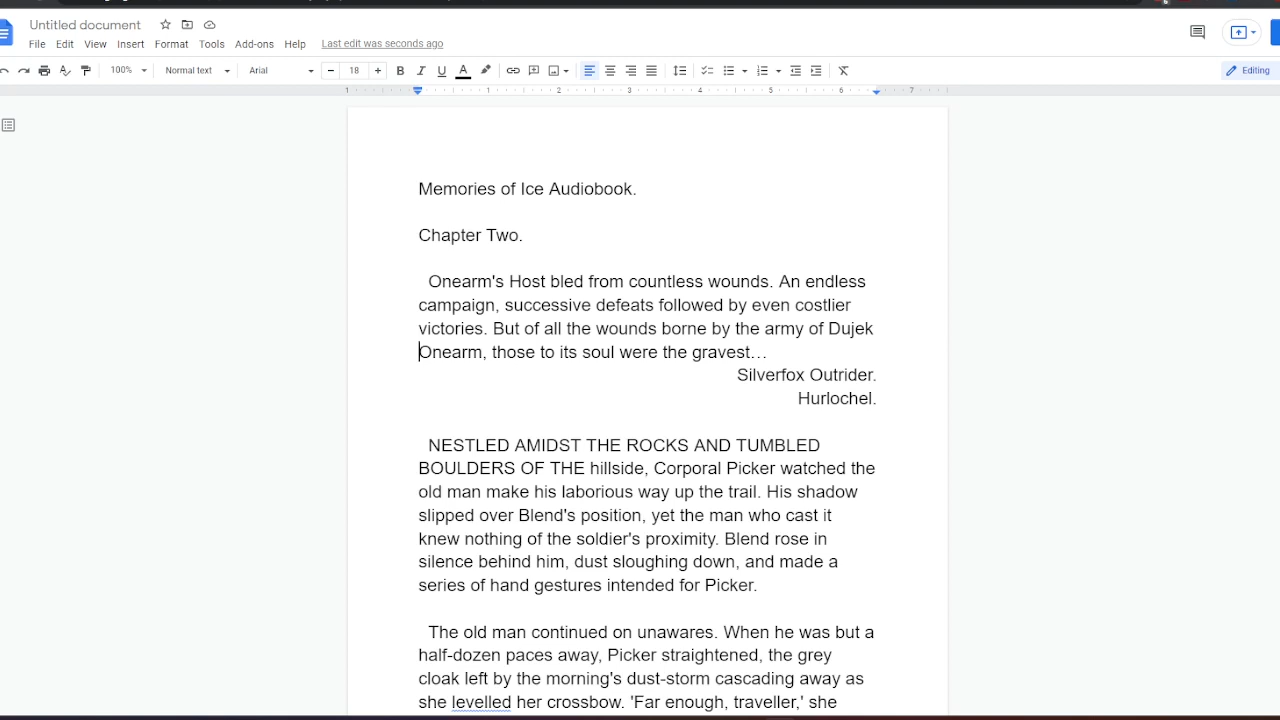 Untitled document
File Edit View Insert Format Tools Add-ons Help Last edit was seconds ago
100% Normal text Arial 18 Editing
1 1 2 3 4 5 6 7
Memories of Ice Audiobook.
Chapter Two.
Onearm's Host bled from countless wounds. An endless
campaign, successive defeats followed by even costlier
victories. But of all the wounds borne by the army of Dujek
Onearm, those to its soul were the gravest…
Silverfox Outrider.
Hurlochel.
NESTLED AMIDST THE ROCKS AND TUMBLED
BOULDERS OF THE hillside, Corporal Picker watched the
old man make his laborious way up the trail. His shadow
slipped over Blend's position, yet the man who cast it
knew nothing of the soldier's proximity. Blend rose in
silence behind him, dust sloughing down, and made a
series of hand gestures intended for Picker.
The old man continued on unawares. When he was but a
half-dozen paces away, Picker straightened, the grey
cloak left by the morning's dust-storm cascading away as
she levelled her crossbow. 'Far enough, traveller,' she